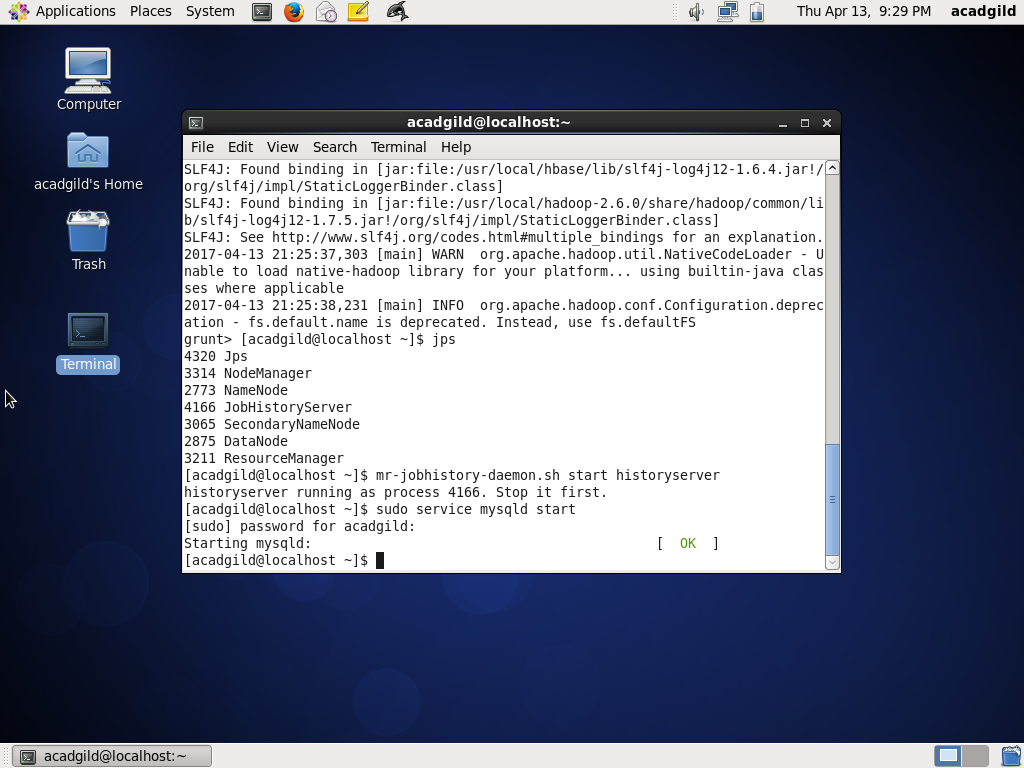 Applications Places System
Thu Apr 13, 9:29 PM acadgild
Computer
acadgild's Home
Trash
Terminal
acadgild@localhost:~
File Edit View Search Terminal Help
SLF4J: Found binding in [jar:file:/usr/local/hbase/lib/slf4j-log4j12-1.6.4.jar!/
org/slf4j/impl/StaticLoggerBinder.class]
SLF4J: Found binding in [jar:file:/usr/local/hadoop-2.6.0/share/hadoop/common/li
b/slf4j-log4j12-1.7.5.jar!/org/slf4j/impl/StaticLoggerBinder.class]
SLF4J: See http://www.slf4j.org/codes.html#multiple_bindings for an explanation.
2017-04-13 21:25:37,303 [main] WARN  org.apache.hadoop.util.NativeCodeLoader - U
nable to load native-hadoop library for your platform... using builtin-java clas
ses where applicable
2017-04-13 21:25:38,231 [main] INFO  org.apache.hadoop.conf.Configuration.deprec
ation - fs.default.name is deprecated. Instead, use fs.defaultFS
grunt> [acadgild@localhost ~]$ jps
4320 Jps
3314 NodeManager
2773 NameNode
4166 JobHistoryServer
3065 SecondaryNameNode
2875 DataNode
3211 ResourceManager
[acadgild@localhost ~]$ mr-jobhistory-daemon.sh start historyserver
historyserver running as process 4166. Stop it first.
[acadgild@localhost ~]$ sudo service mysqld start
[sudo] password for acadgild:
Starting mysqld: [  OK  ]
[acadgild@localhost ~]$
acadgild@localhost:~